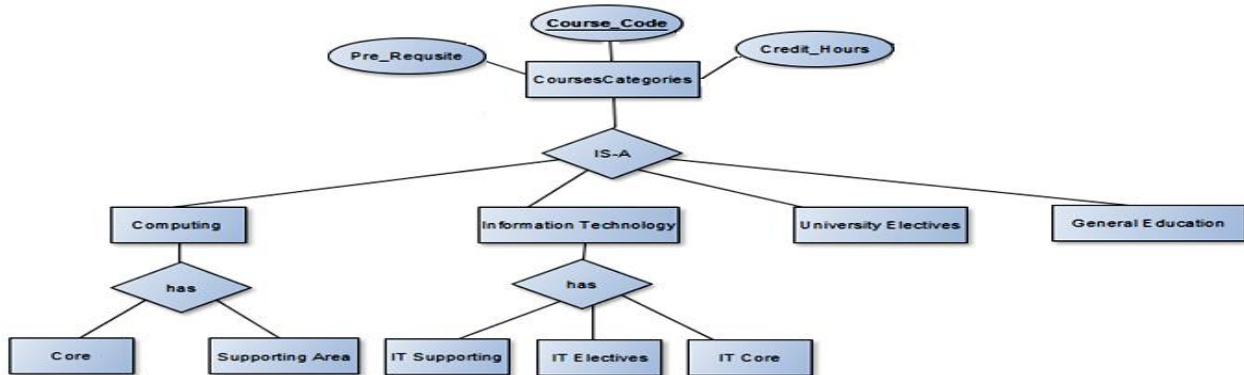 Course_Code
Pre_Requsite
Credit_Hours
CoursesCategories
IS-A
Computing
Information Technology
University Electives
General Education
has
has
Core
Supporting Area
IT Supporting
IT Electives
IT Core